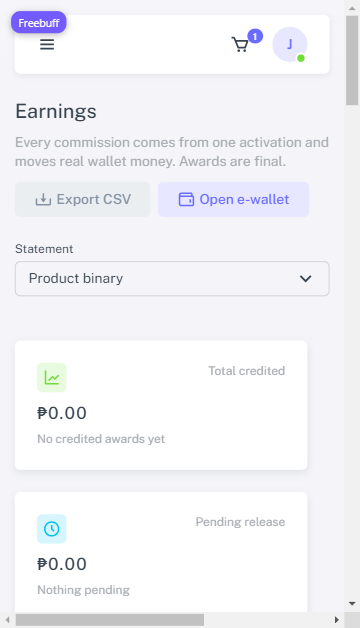 Freebuff
1
J
Earnings
Every commission comes from one activation and
moves real wallet money. Awards are final.
Export CSV
Open e-wallet
Statement
Product binary
Total credited
₱0.00
No credited awards yet
Pending release
₱0.00
Nothing pending